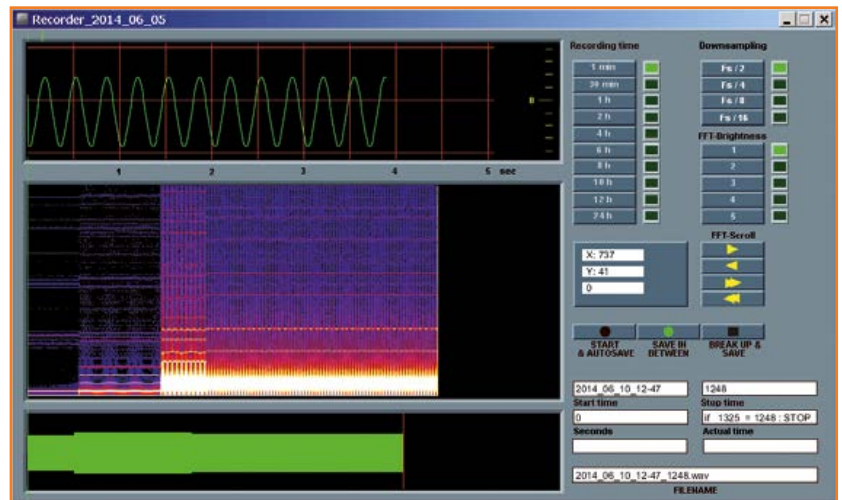 Recorder_2014_06_05
Recording time
1 min
30 min
1 h
2 h
4 h
6 h
8 h
10 h
12 h
24 h
Downsampling
Fs / 2
Fs / 4
Fs / 8
Fs / 16
FFT-Brightness
1
2
3
4
5
FFT-Scroll
0
1 2 3 4 5 sec
X: 737
Y: 41
0
START & AUTOSAVE
SAVE IN BETWEEN
BREAK UP & SAVE
2014_06_10_12-47
1248
Start time
Stop time
0
if 1325 = 1248 : STOP
Seconds
Actual time
2014_06_10_12-47_1248.wav
FILENAME